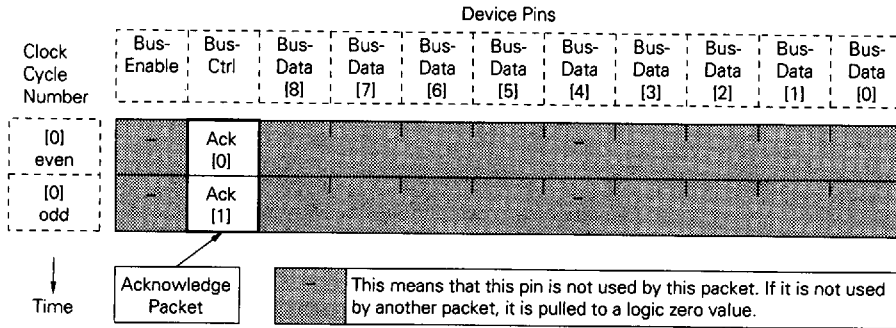 Device Pins
Clock Cycle Number
Bus-Enable
Bus-Ctrl
Bus-Data [8]
Bus-Data [7]
Bus-Data [6]
Bus-Data [5]
Bus-Data [4]
Bus-Data [3]
Bus-Data [2]
Bus-Data [1]
Bus-Data [0]
[0] even
–
Ack [0]
–
[0] odd
–
Ack [1]
–
Time
Acknowledge Packet
–
This means that this pin is not used by this packet. If it is not used
by another packet, it is pulled to a logic zero value.